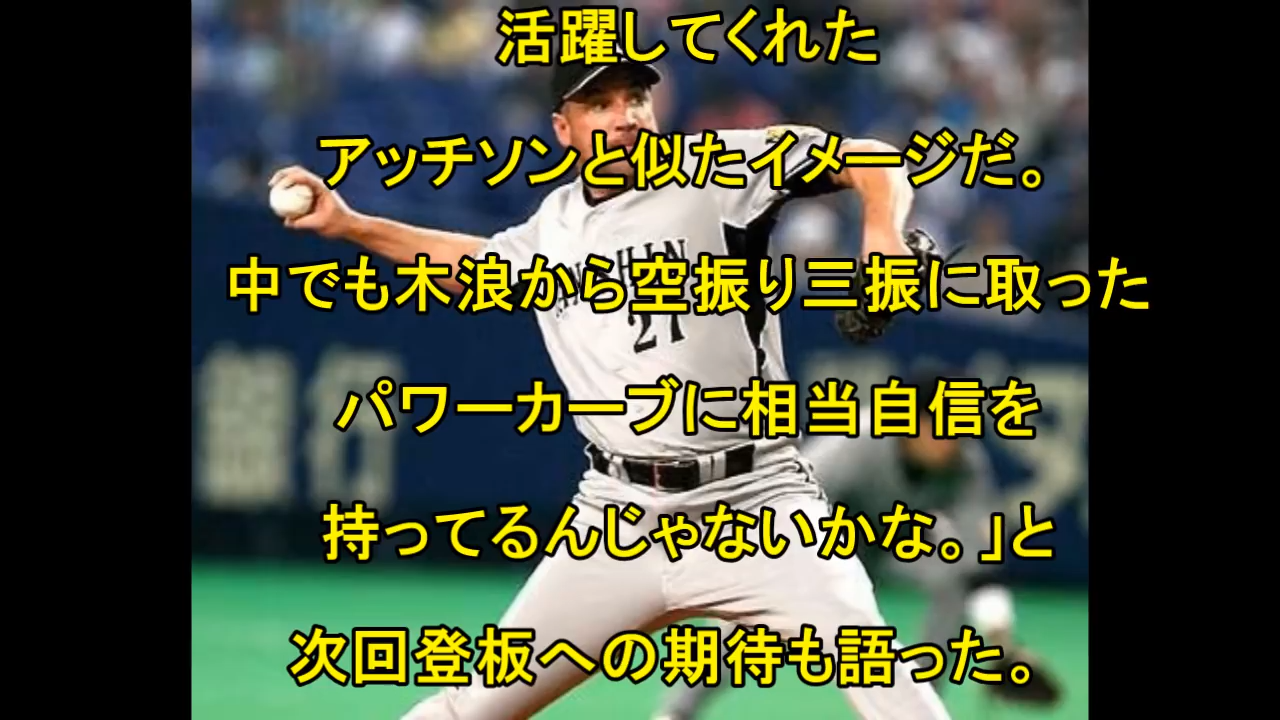 活躍してくれた
アッチソンと似たイメージだ。
中でも木浪から空振り三振に取った
パワーカーブに相当自信を
持ってるんじゃないかな。」と
次回登板への期待も語った。
銀行
27